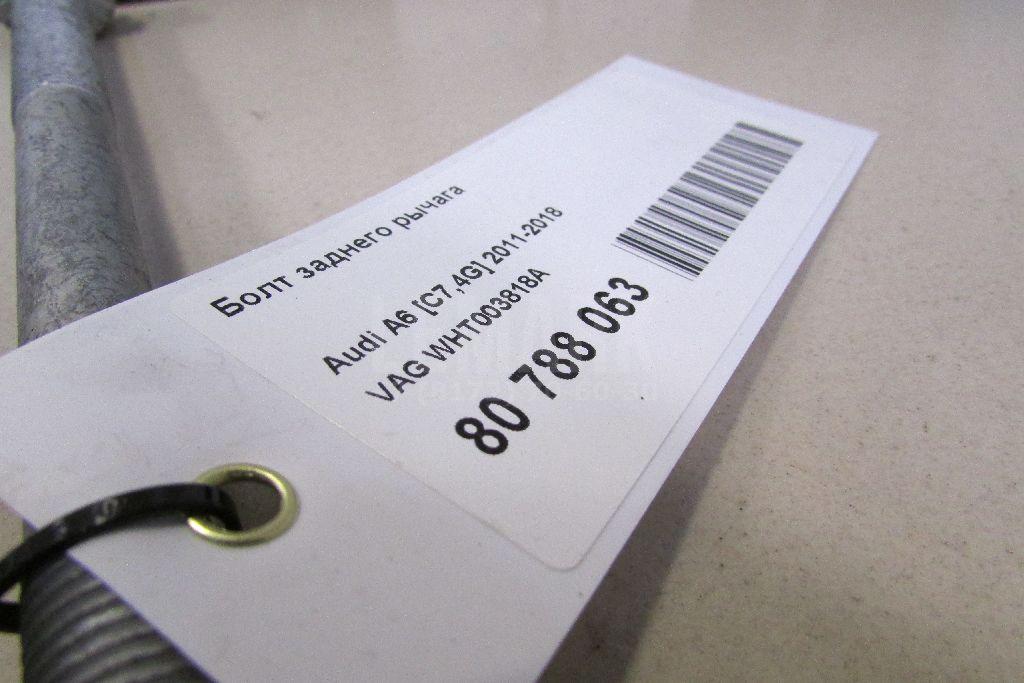 Болт заднего рычага
Audi A6 [C7,4G] 2011-2018
VAG WHT003818A
80 788 063